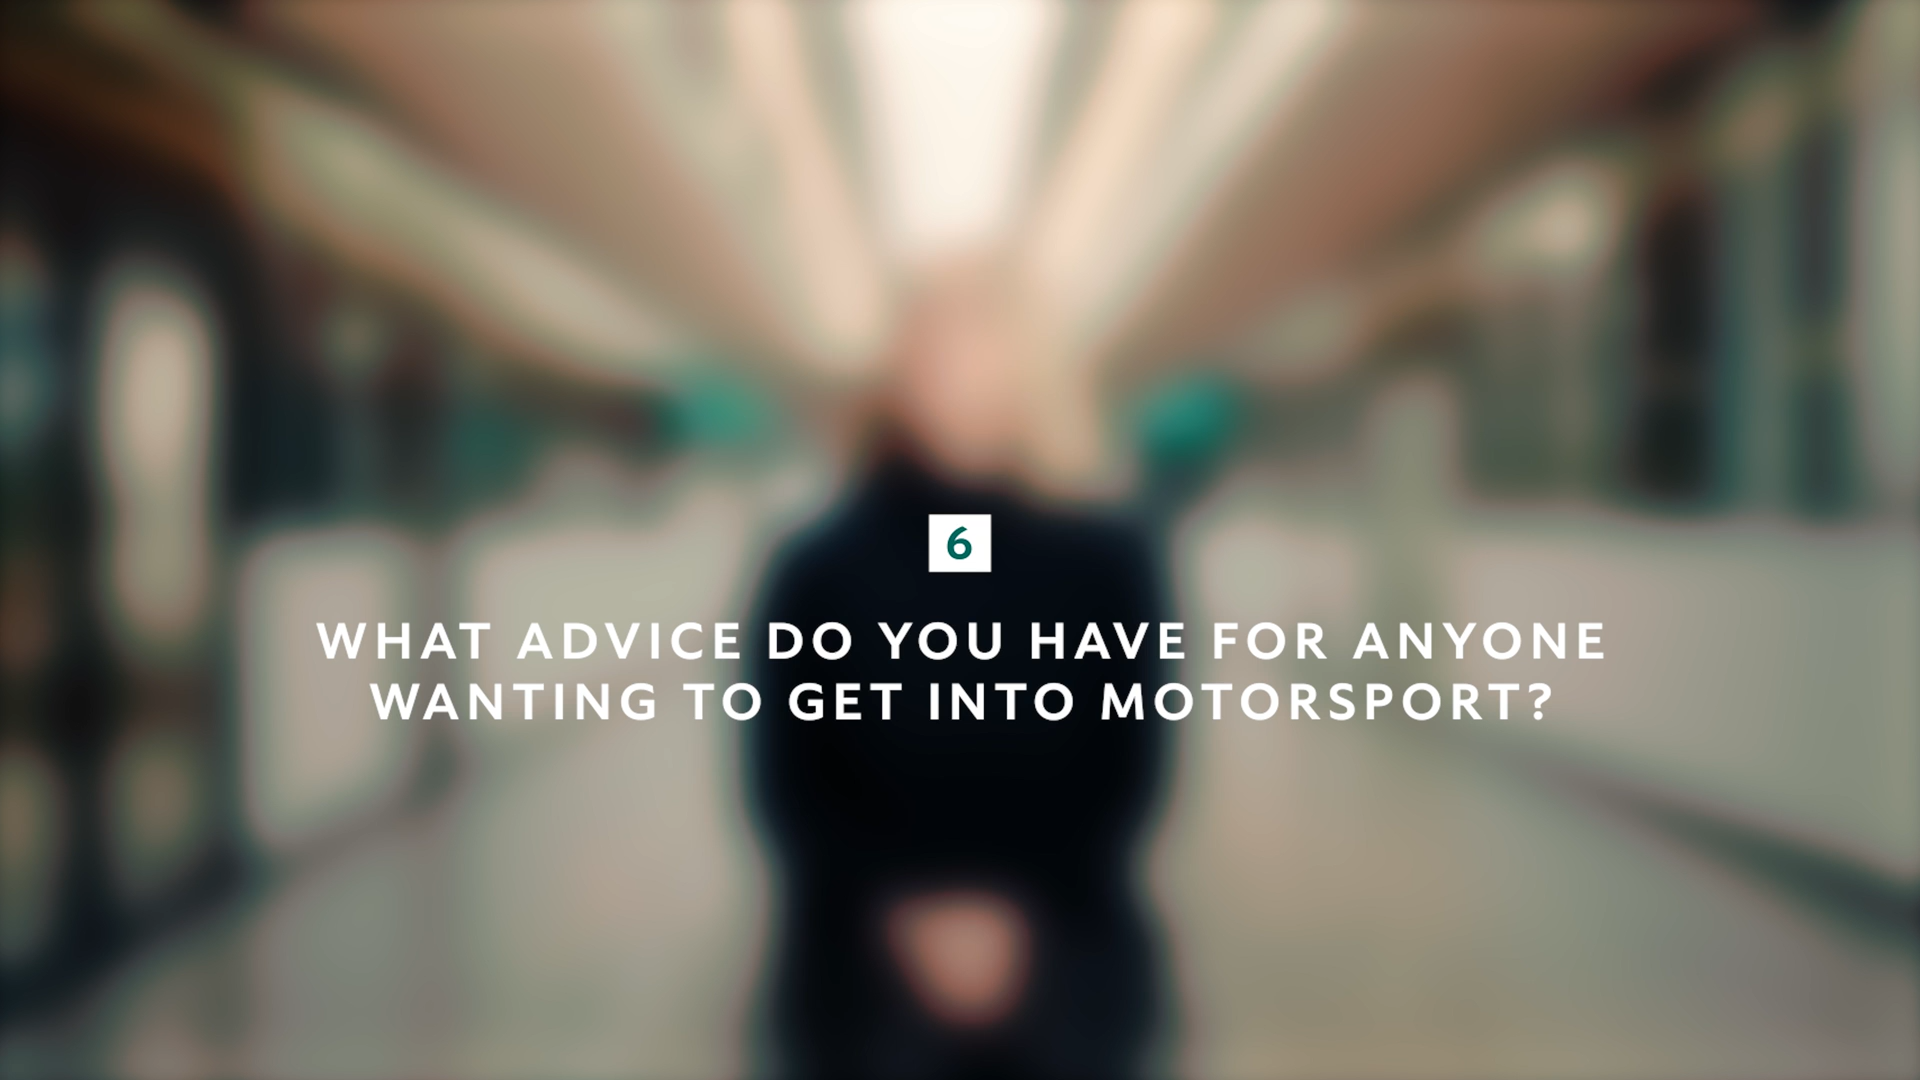 6
WHAT ADVICE DO YOU HAVE FOR ANYONE
WANTING TO GET INTO MOTORSPORT?